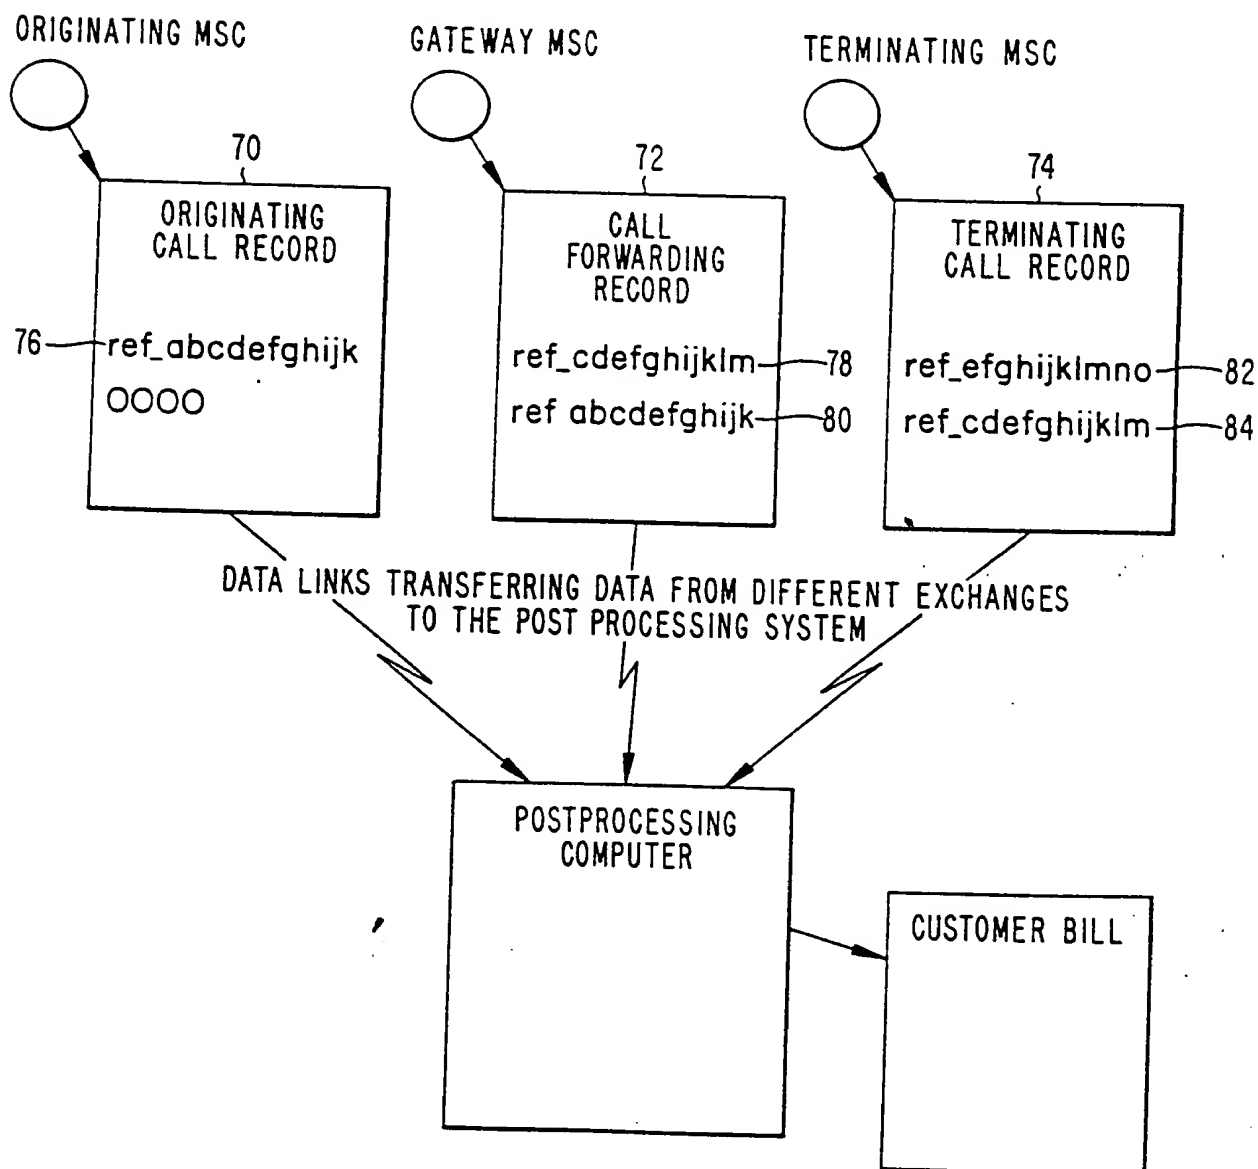 ORIGINATING MSC
GATEWAY MSC
TERMINATING MSC
70
72
74
ORIGINATING
CALL RECORD
76
ref_abcdefghijk
0000
CALL
FORWARDING
RECORD
ref_cdefghijklm
78
ref abcdefghijk
80
TERMINATING
CALL RECORD
ref_efghijklmno
82
ref_cdefghijklm
84
DATA LINKS TRANSFERRING DATA FROM DIFFERENT EXCHANGES
TO THE POST PROCESSING SYSTEM
POSTPROCESSING
COMPUTER
CUSTOMER BILL